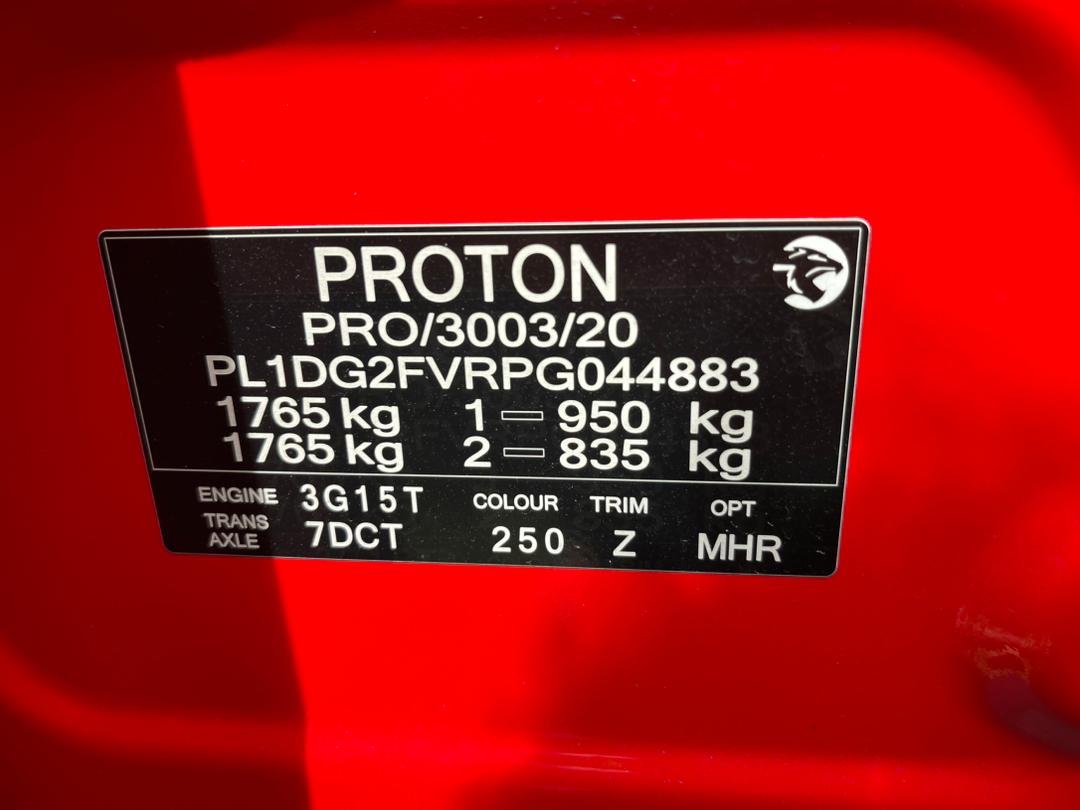 PROTON
PRO/3003/20
PL1DG2FVRPG044883
1765 kg 1 — 950 kg
1765 kg 2 — 835 kg
ENGINE 3G15T COLOUR TRIM OPT
TRANS AXLE 7DCT 250 Z MHR